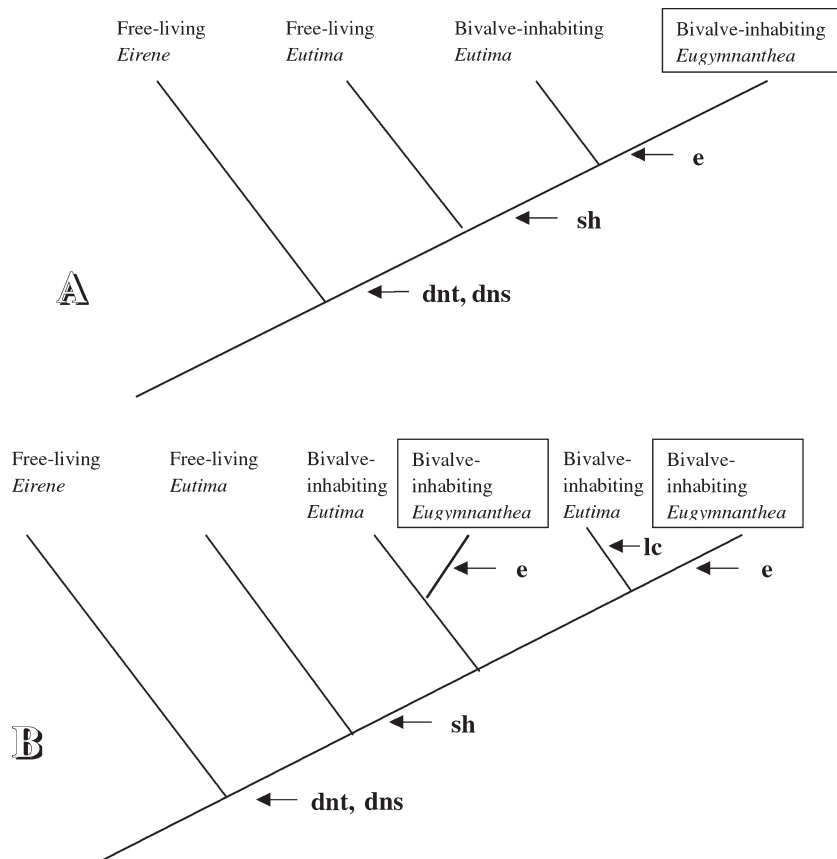 Free-living
Eirene
Free-living
Eutima
Bivalve-inhabiting
Eutima
Bivalve-inhabiting
Eugymnanthea
e
sh
dnt, dns
A
Free-living
Eirene
Free-living
Eutima
Bivalve-
inhabiting
Eutima
Bivalve-
inhabiting
Eugymnanthea
Bivalve-
inhabiting
Eutima
Bivalve-
inhabiting
Eugymnanthea
lc
e
e
sh
B
dnt, dns